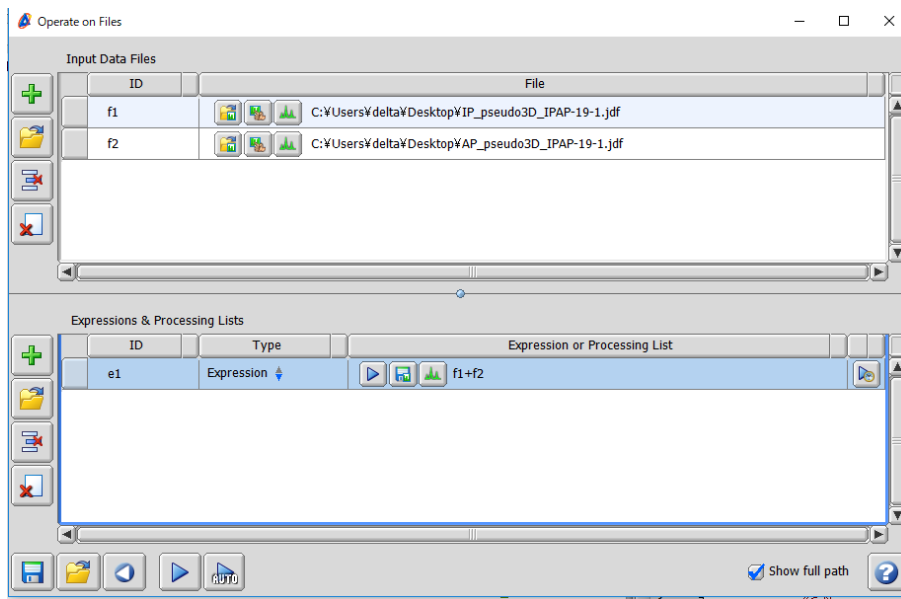 Operate on Files
Input Data Files
ID File
f1 C:¥Users¥delta¥Desktop¥IP_pseudo3D_IPAP-19-1.jdf
f2 C:¥Users¥delta¥Desktop¥AP_pseudo3D_IPAP-19-1.jdf
Expressions & Processing Lists
ID Type Expression or Processing List
e1 Expression f1+f2
AUTO Show full path